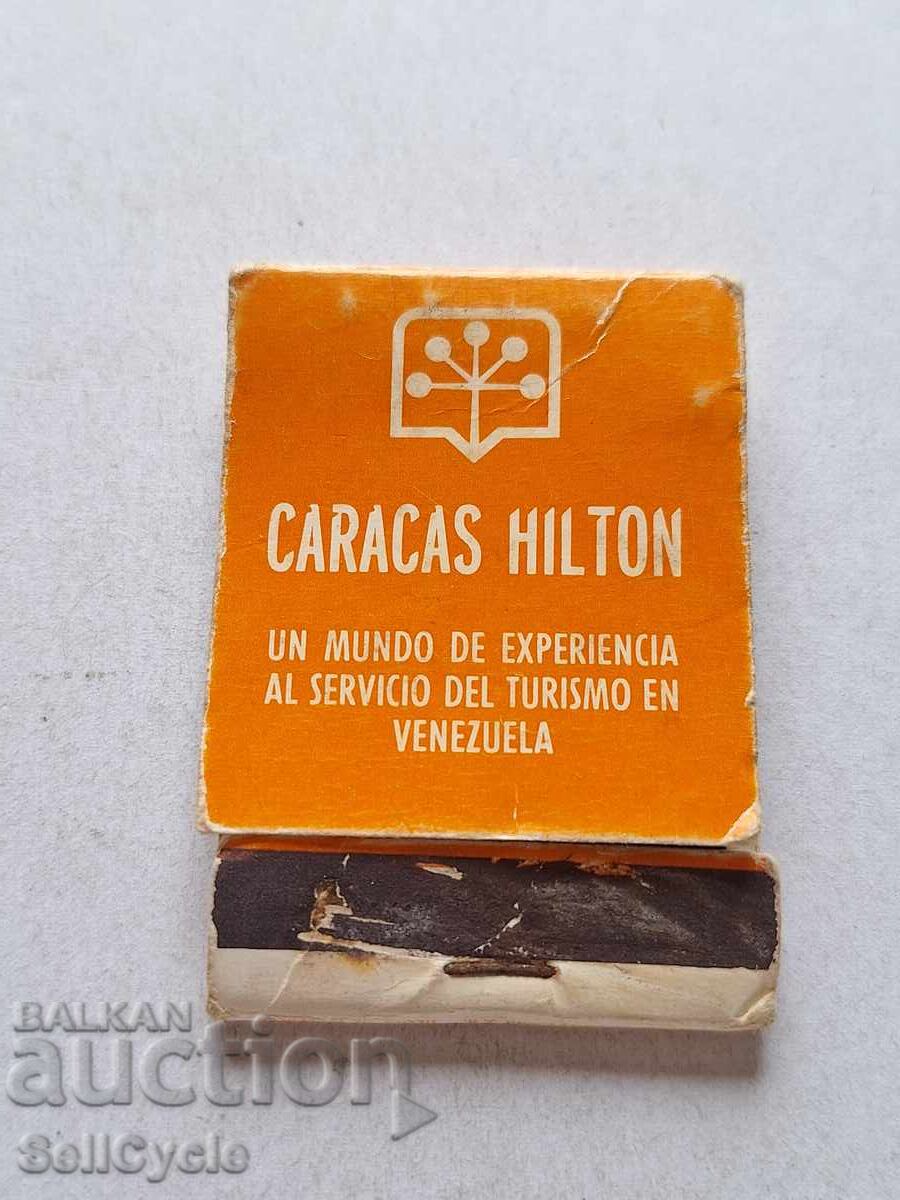 CARACAS HILTON
UN MUNDO DE EXPERIENCIA
AL SERVICIO DEL TURISMO EN
VENEZUELA
BALKAN
auction
SellCycle